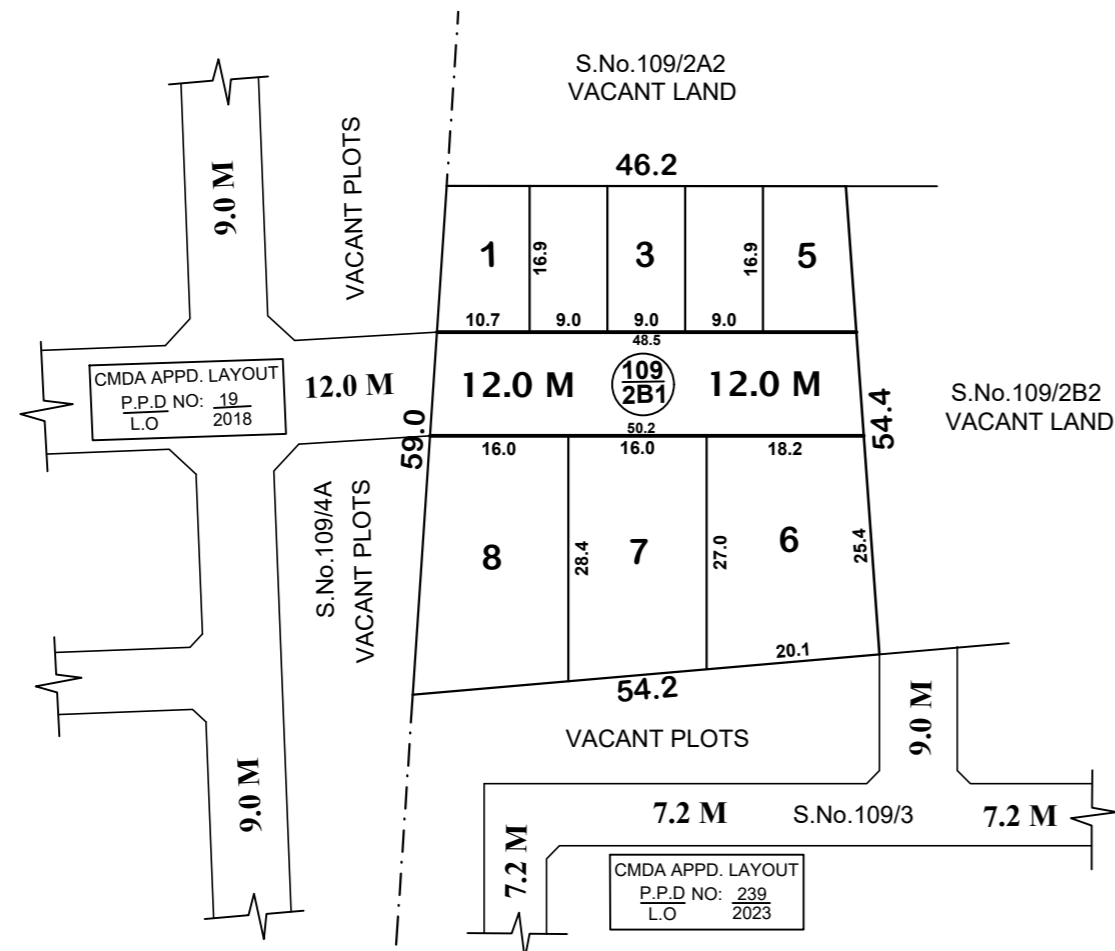 S.No.109/2A2
VACANT LAND
VACANT PLOTS
9.0 M
46.2
1
16.9
3
16.9
5
10.7
9.0
9.0
9.0
48.5
CMDA APPD. LAYOUT
P.P.D NO: 19
L.O 2018
12.0 M
12.0 M
109
2B1
12.0 M
S.No.109/2B2
VACANT LAND
59.0
54.4
50.2
16.0
16.0
18.2
S.No.109/4A
VACANT PLOTS
8
28.4
7
27.0
6
25.4
20.1
54.2
VACANT PLOTS
9.0 M
9.0 M
7.2 M
S.No.109/3
7.2 M
7.2 M
CMDA APPD. LAYOUT
P.P.D NO: 239
L.O 2023